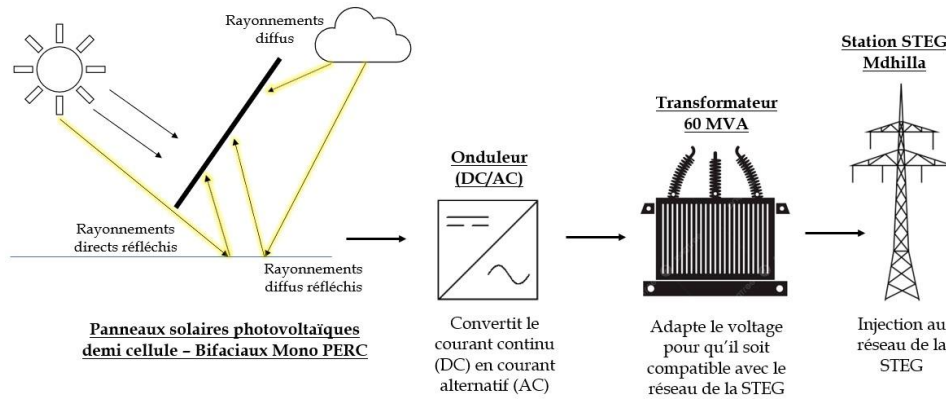 Rayonnements
diffus
Rayonnements
directs réfléchis
Rayonnements
diffus réfléchis
Panneaux solaires photovoltaïques
demi cellule – Bifaciaux Mono PERC
Onduleur
(DC/AC)
Convertit le
courant continu
(DC) en courant
alternatif (AC)
Transformateur
60 MVA
Adapte le voltage
pour qu'il soit
compatible avec le
réseau de la STEG
Station STEG
Mdhilla
Injection au
réseau de la
STEG